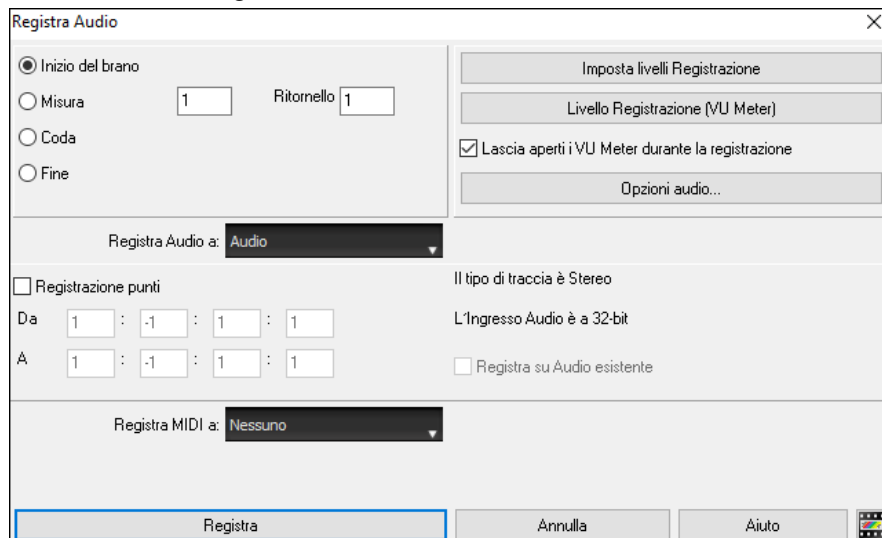 Registra Audio
Inizio del brano
Misura 1 Ritornello 1
Coda
Fine
Imposta livelli Registrazione
Livello Registrazione (VU Meter)
Lascia aperti i VU Meter durante la registrazione
Opzioni audio...
Registra Audio a: Audio
Registrazione punti
Da 1 : -1 : 1 : 1
A 1 : -1 : 1 : 1
Il tipo di traccia è Stereo
L'Ingresso Audio è a 32-bit
Registra su Audio esistente
Registra MIDI a: Nessuno
Registra Annulla Aiuto